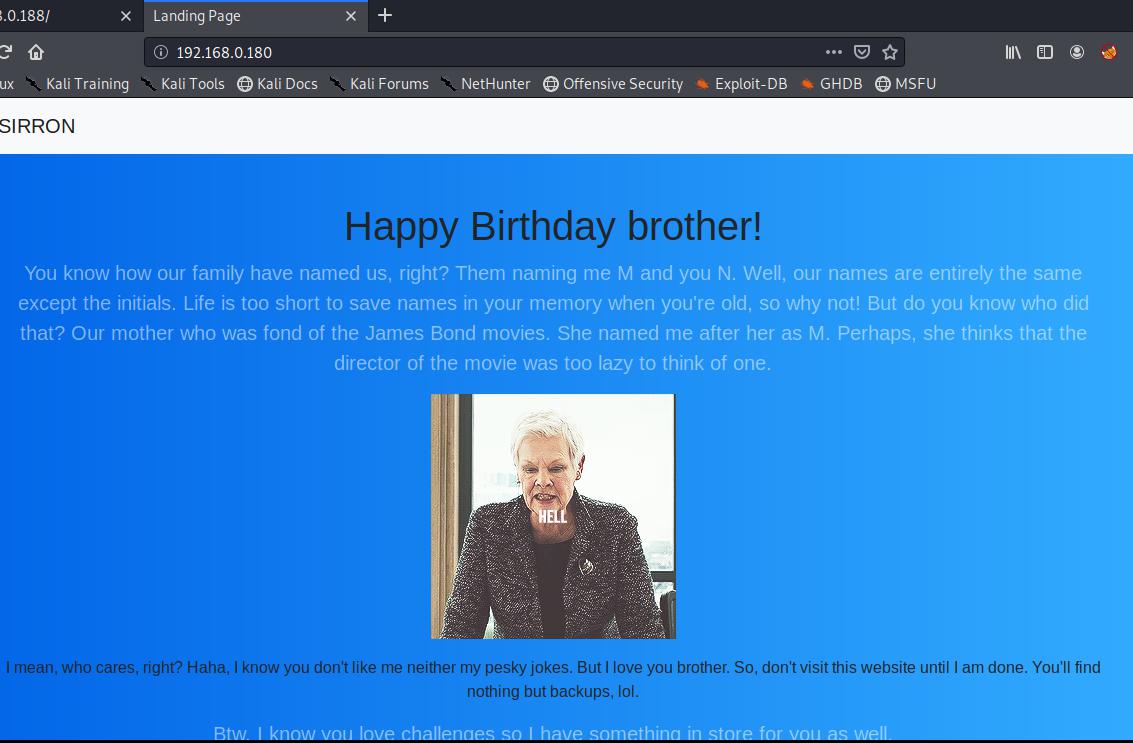 3.0.188/
Landing Page
192.168.0.180
ux Kali Training Kali Tools Kali Docs Kali Forums NetHunter Offensive Security Exploit-DB GHDB MSFU
SIRRON
Happy Birthday brother!
You know how our family have named us, right? Them naming me M and you N. Well, our names are entirely the same
except the initials. Life is too short to save names in your memory when you're old, so why not! But do you know who did
that? Our mother who was fond of the James Bond movies. She named me after her as M. Perhaps, she thinks that the
director of the movie was too lazy to think of one.
HELL
I mean, who cares, right? Haha, I know you don't like me neither my pesky jokes. But I love you brother. So, don't visit this website until I am done. You'll find
nothing but backups, lol.
Btw, I know you love challenges so I have something in store for you as well.